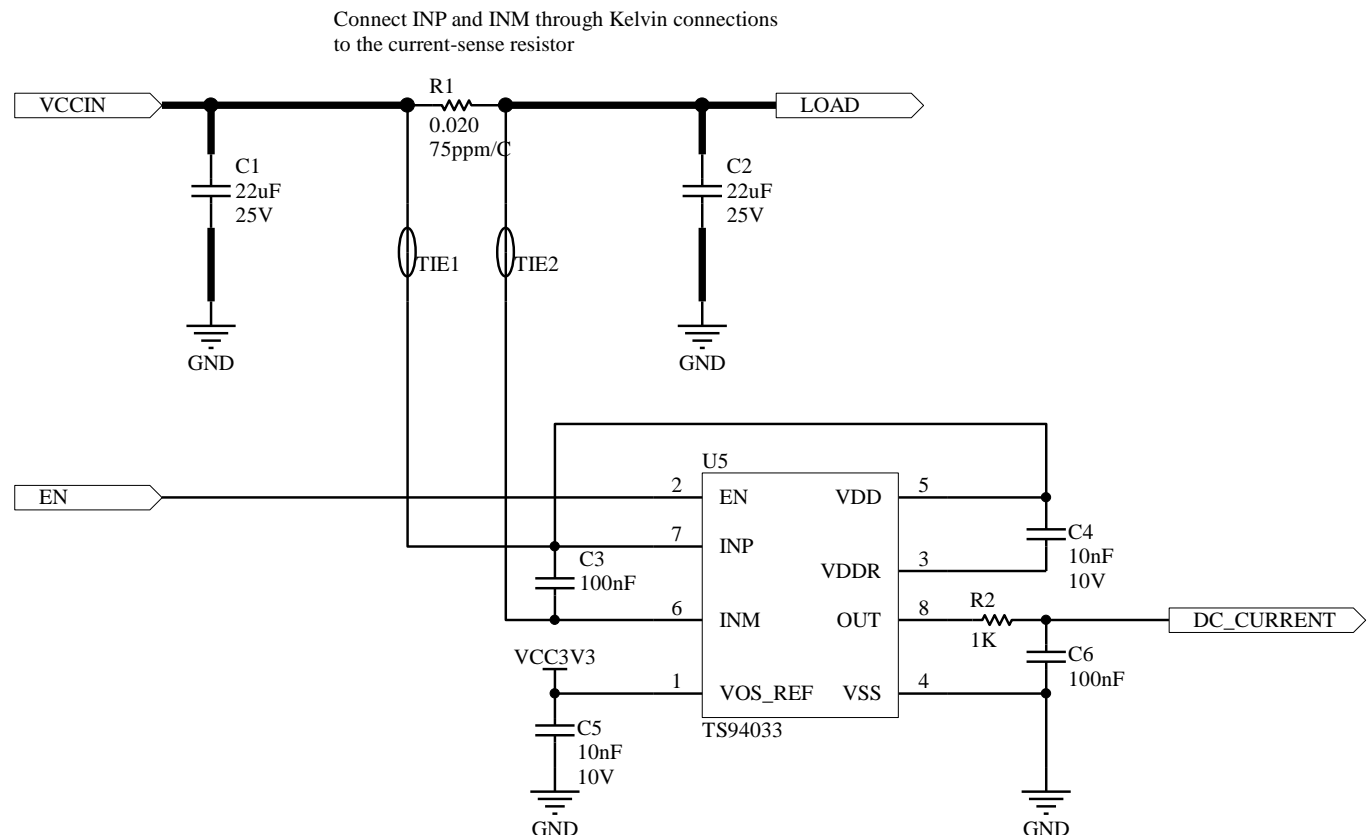 Connect INP and INM through Kelvin connections
to the current-sense resistor
VCCIN
R1
0.020
75ppm/C
LOAD
C1
22uF
25V
C2
22uF
25V
TIE1
TIE2
GND
GND
U5
EN
2
EN
VDD
5
7
INP
C4
10nF
10V
C3
100nF
VDDR
3
6
INM
OUT
8
R2
1K
DC_CURRENT
VCC3V3
C6
100nF
1
VOS_REF
VSS
4
TS94033
C5
10nF
10V
GND
GND